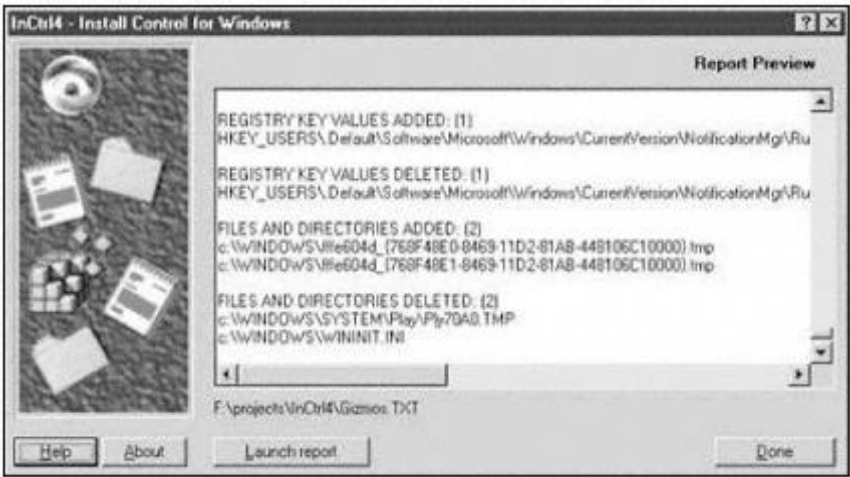 InCtrl4 - Install Control for Windows
Report Preview
REGISTRY KEY VALUES ADDED: (1)
HKEY_USERS\.Default\Software\Microsoft\Windows\CurrentVersion\NotificationMgr\Ru
REGISTRY KEY VALUES DELETED: (1)
HKEY_USERS\.Default\Software\Microsoft\Windows\CurrentVersion\NotificationMgr\Ru
FILES AND DIRECTORIES ADDED: (2)
c:\WINDOWS\fffe604d_{768F48E0-8469-11D2-81AB-448106C10000}.tmp
c:\WINDOWS\fffe604d_{768F48E1-8469-11D2-81AB-448106C10000}.tmp
FILES AND DIRECTORIES DELETED: (2)
c:\WINDOWS\SYSTEM\Play\Ply70A0.TMP
c:\WINDOWS\WININIT.INI
F:\projects\InCtrl4\Gizmos.TXT
Help About Launch report Done